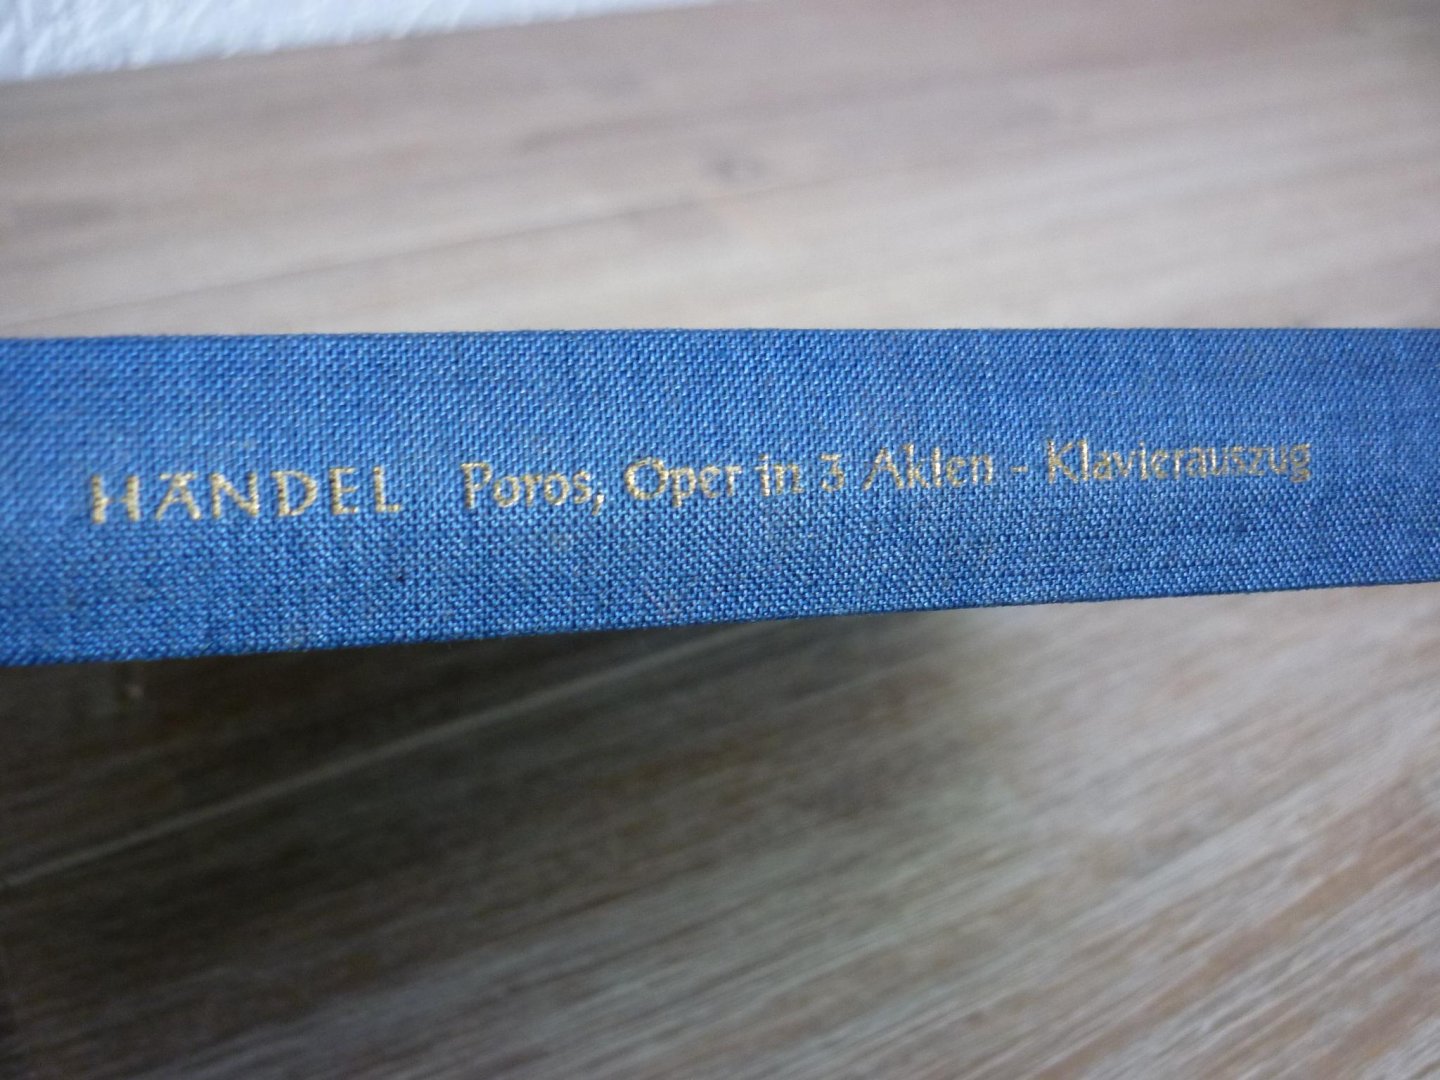 HÄNDEL Poros, Oper in 3 Akten - Klavierauszug